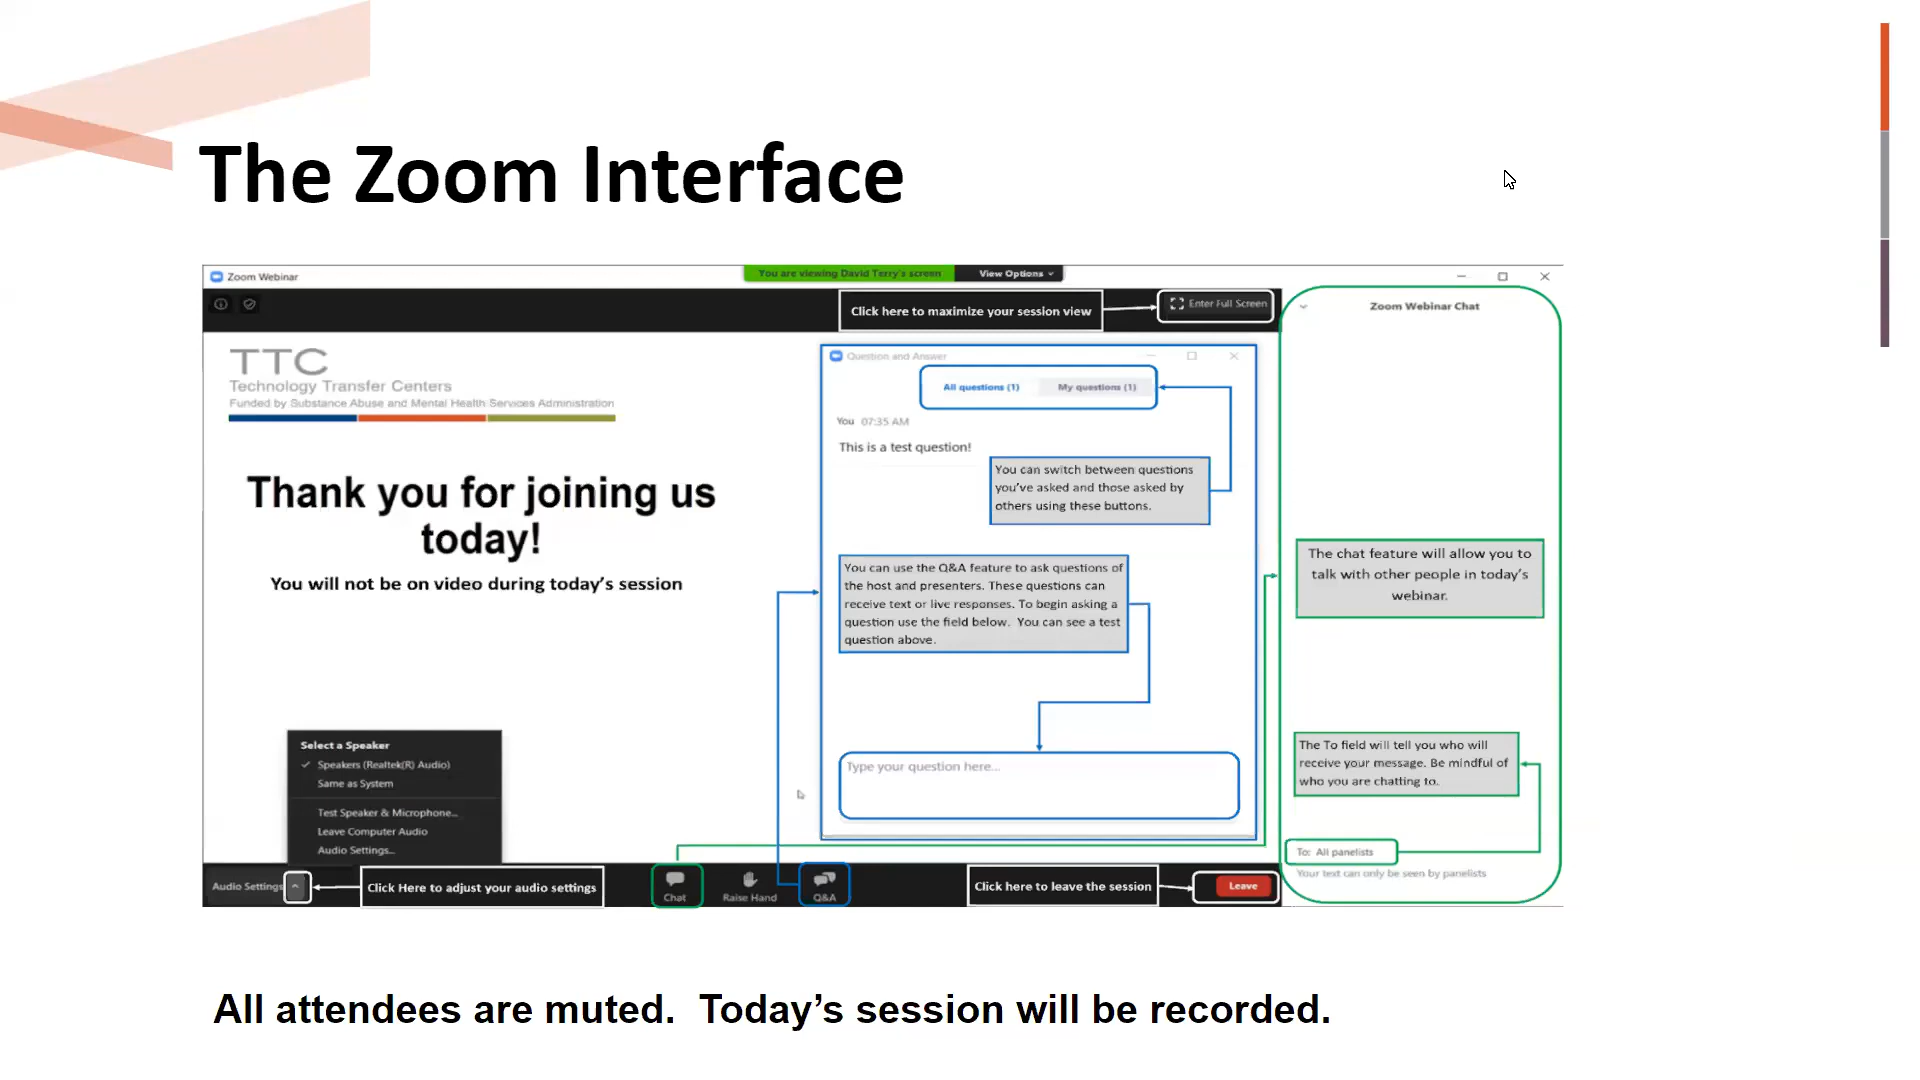 The Zoom Interface
Zoom Webinar
You are viewing David Terry's screen
View Options
Click here to maximize your session view
Enter Full Screen
Zoom Webinar Chat
TTC
Technology Transfer Centers
Funded by Substance Abuse and Mental Health Services Administration
Thank you for joining us
today!
You will not be on video during today's session
Question and Answer
All questions (1)
My questions (1)
You 07:35 AM
This is a test question!
You can switch between questions
you've asked and those asked by
others using these buttons.
You can use the Q&A feature to ask questions of
the host and presenters. These questions can
receive text or live responses. To begin asking a
question use the field below.  You can see a test
question above.
Type your question here...
The chat feature will allow you to
talk with other people in today's
webinar.
The To field will tell you who will
receive your message. Be mindful of
who you are chatting to.
To: All panelists
Your text can only be seen by panelists
Select a Speaker
Speakers (Realtek(R) Audio)
Same as System
Test Speaker & Microphone...
Leave Computer Audio
Audio Settings...
Audio Settings
Click Here to adjust your audio settings
Chat
Raise Hand
Q&A
Click here to leave the session
Leave
All attendees are muted.  Today’s session will be recorded.